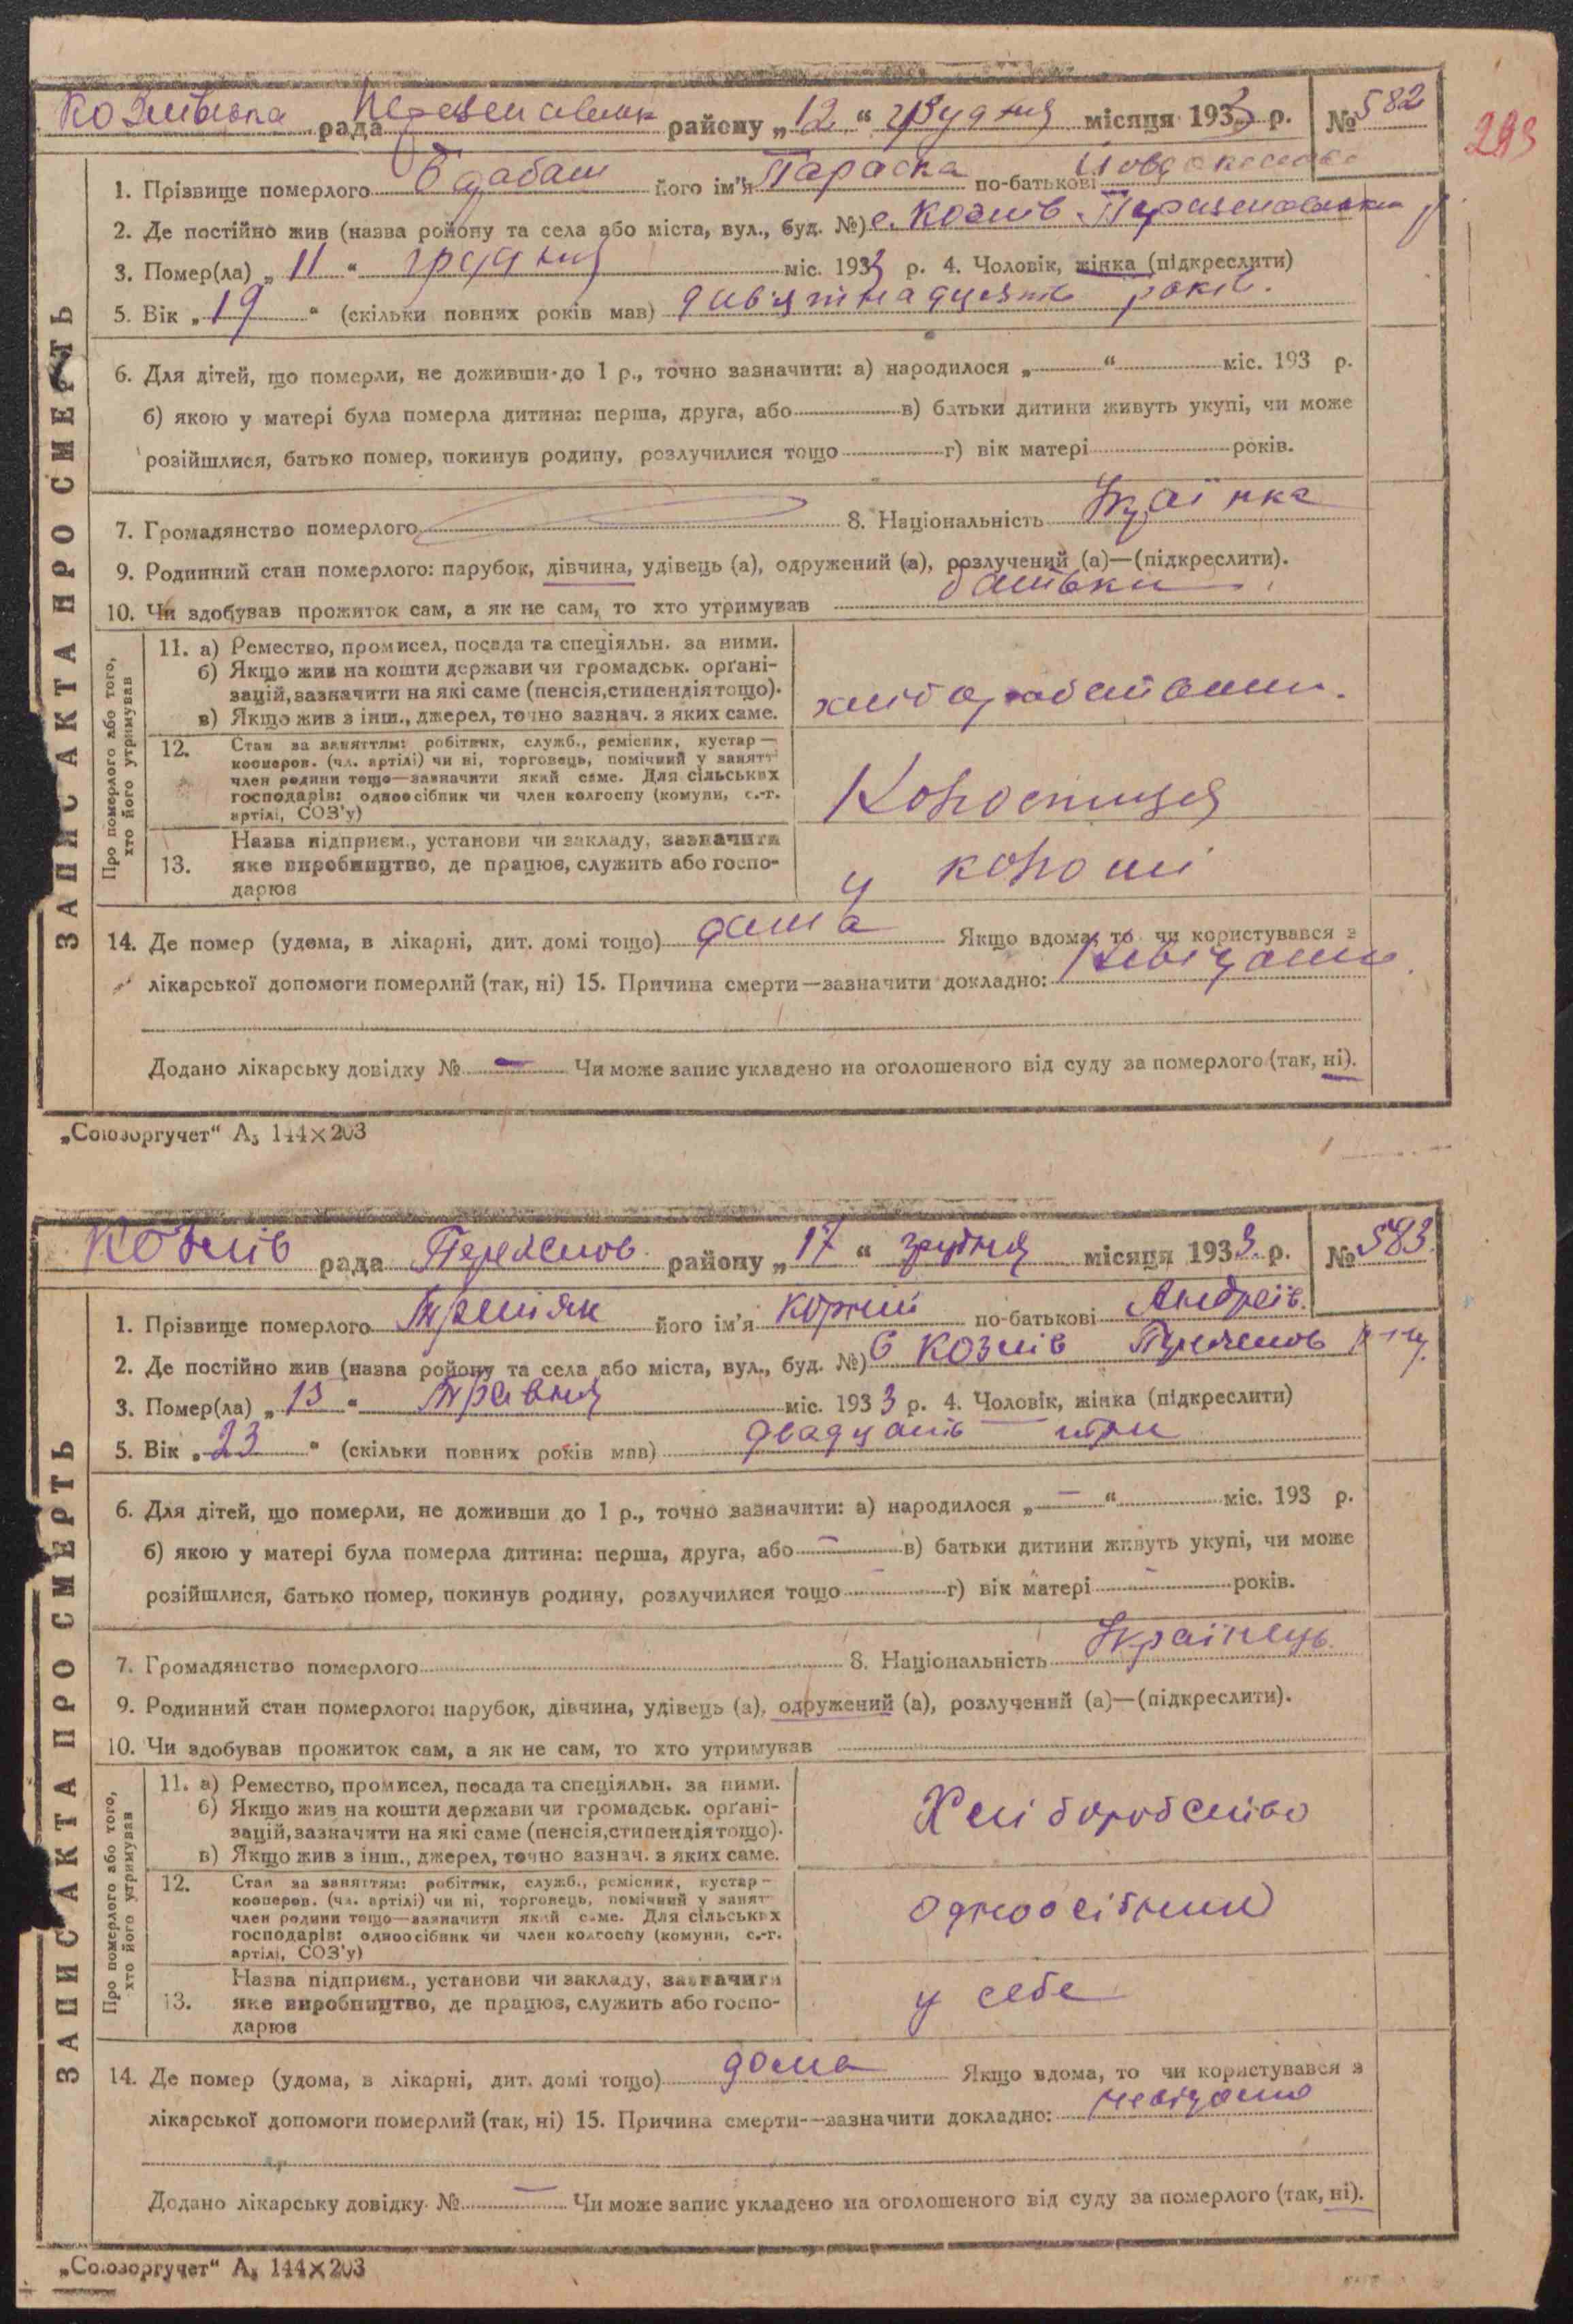 рада району „12“ грудня місяця 1933 р. № 582
293
1. Прізвище померлого його ім'я Параска по-батькові
2. Де постійно жив (назва ройону та села або міста, вул., буд. №) с.
3. Помер(ла) „11“ грудня міс. 1933 р. 4. Чоловік, жінка (підкреслити)
5. Вік „19“ (скільки повних років мав) дивятнадцять років.
6. Для дітей, що померли, не доживши до 1 р., точно зазначити: а) народилося „ “ міс. 193 р.
б) якою у матері була померла дитина: перша, друга, або в) батьки дитини живуть укупі, чи може
розійшлися, батько помер, покинув родину, розлучилися тощо г) вік матері років.
7. Громадянство померлого 8. Національність Українка
9. Родинний стан померлого: парубок, дівчина, удівець (а), одружений (а), розлучений (а)—(підкреслити).
10. Чи здобував прожиток сам, а як не сам, то хто утримував батьки
ЗАПИС АКТА ПРО СМЕРТЬ
Про померлого або того, хто його утримував
11. а) Ремество, промисел, посада та спеціяльн. за ними.
б) Якщо жив на кошти держави чи громадськ. орґані-
зацій, зазначити на які саме (пенсія, стипендія тощо).
в) Якщо жив з інш., джерел, точно зазнач. з яких саме.
12. Стан за заняттям: робітник, служб., ремісник, кустар—
кооперов. (чл. артілі) чи ні, торговець, помічний у занятт
член родини тощо—зазначити який саме. Для сільських
господарів: одноосібник чи член колгоспу (комуни, с.-г.
артілі, СОЗ'у)
13. Назва підприєм., установи чи закладу, зазначити
яке виробництво, де працює, служить або госпо-
дарює
у
14. Де помер (удома, в лікарні, дит. домі тощо) дома Якщо вдома, то чи користувався з
лікарської допомоги померлий (так, ні) 15. Причина смерти—зазначити докладно:
Додано лікарську довідку № — Чи може запис укладено на оголошеного від суду за померлого (так, ні).
„Союзоргучет“ А₅ 144×203
Козлів рада району „17“ грудня місяця 1933 р. № 583
1. Прізвище померлого Третяк його ім'я Корній по-батькові Андреїв.
2. Де постійно жив (назва ройону та села або міста, вул., буд. №) С Козлів
3. Помер(ла) „13“ травня міс. 1933 р. 4. Чоловік, жінка (підкреслити)
5. Вік „23“ (скільки повних років мав) двадцать — три
6. Для дітей, що померли, не доживши до 1 р., точно зазначити: а) народилося „—“ міс. 193 р.
б) якою у матері була померла дитина: перша, друга, або — в) батьки дитини живуть укупі, чи може
розійшлися, батько помер, покинув родину, розлучилися тощо - г) вік матері - років.
7. Громадянство померлого 8. Національність Українець.
9. Родинний стан померлого: парубок, дівчина, удівець (а), одружений (а), розлучений (а)—(підкреслити).
10. Чи здобував прожиток сам, а як не сам, то хто утримував
ЗАПИС АКТА ПРО СМЕРТЬ
Про померлого або того, хто його утримував
11. а) Ремество, промисел, посада та спеціяльн. за ними.
б) Якщо жив на кошти держави чи громадськ. орґані-
зацій, зазначити на які саме (пенсія, стипендія тощо).
в) Якщо жив з інш., джерел, точно зазнач. з яких саме.
Хліборобство
12. Стан за заняттям: робітник, служб., ремісник, кустар—
кооперов. (чл. артілі) чи ні, торговець, помічний у занят
член родини тощо—зазначити який саме. Для сільських
господарів: одноосібник чи член колгоспу (комуни, с.-г.
артілі, СОЗ'у)
одноосібник
13. Назва підприєм., установи чи закладу, зазначити
яке виробництво, де працює, служить або госпо-
дарює
у себе
14. Де помер (удома, в лікарні, дит. домі тощо) дома Якщо вдома, то чи користувався з
лікарської допомоги померлий (так, ні) 15. Причина смерти—зазначити докладно: невідомо
Додано лікарську довідку № — Чи може запис укладено на оголошеного від суду за померлого (так, ні).
„Союзоргучет“ А₅ 144×203